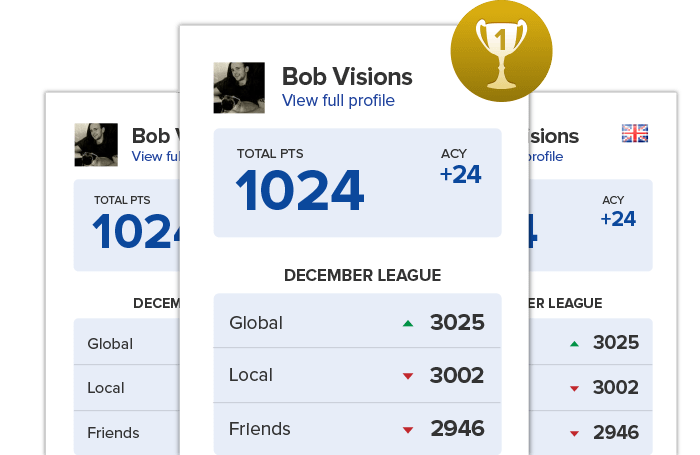 1
Bob Visions
View full profile
TOTAL PTS
ACY
1024
+24
DECEMBER LEAGUE
Global 3025
Local 3002
Friends 2946
Bob V
View ful
TOTAL PTS
1024
DECEM
Global
Local
Friends
isions
profile
ACY
4
+24
ER LEAGUE
3025
3002
2946